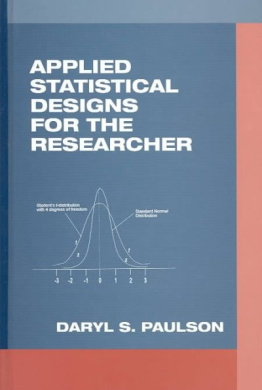 APPLIED
STATISTICAL
DESIGNS
FOR THE
RESEARCHER
Student's t distribution
with 4 degrees of freedom
Standard Normal
Distribution
t
z
t
z
-3 -2 -1 0 1 2 3
DARYL S. PAULSON